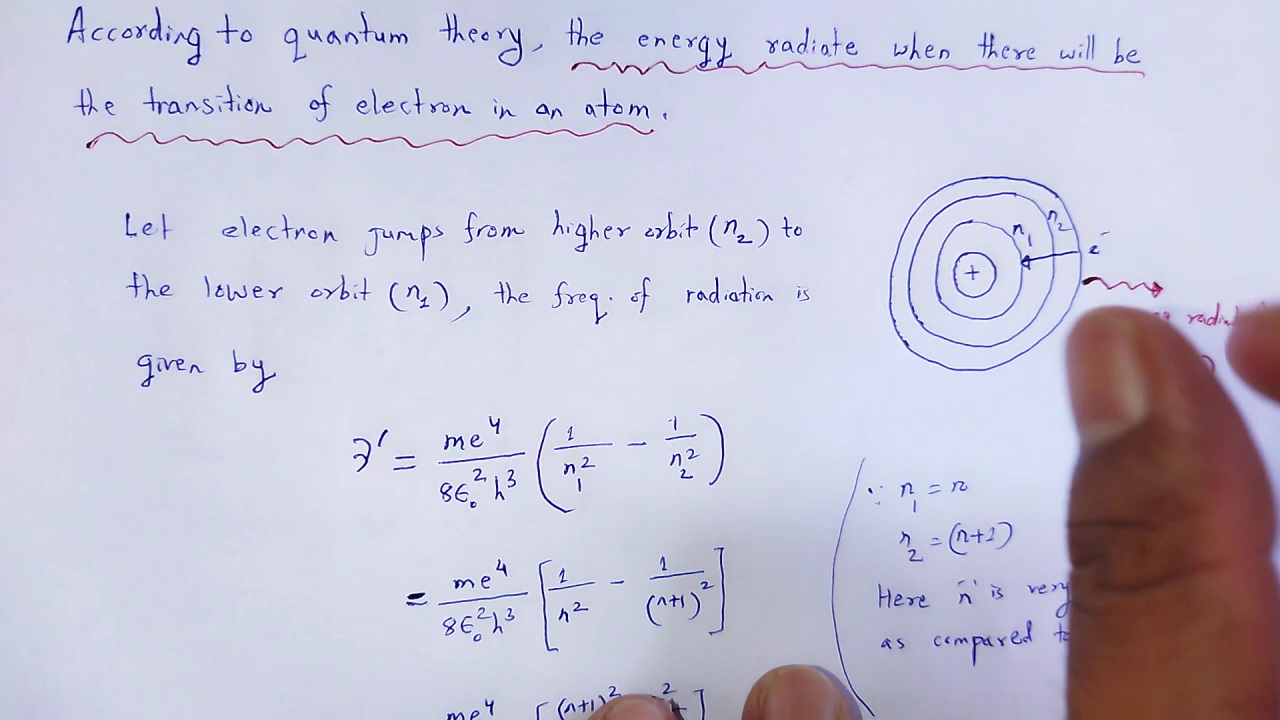 According to quantum theory, the energy radiate when there will be
the transition of electron in an atom.
Let electron jumps from higher orbit (n₂) to
the lower orbit (n₁), the freq. of radiation is
given by
ν' = me⁴/8ε₀²h³ (1/n₁² − 1/n₂²)
= me⁴/8ε₀²h³ [1/n² − 1/(n+1)²]
me⁴ [(n+1)²
n₁
n₂
e⁻
+
∵ n₁ = n
n₂ = (n+1)
Here 'n' is very
as compared